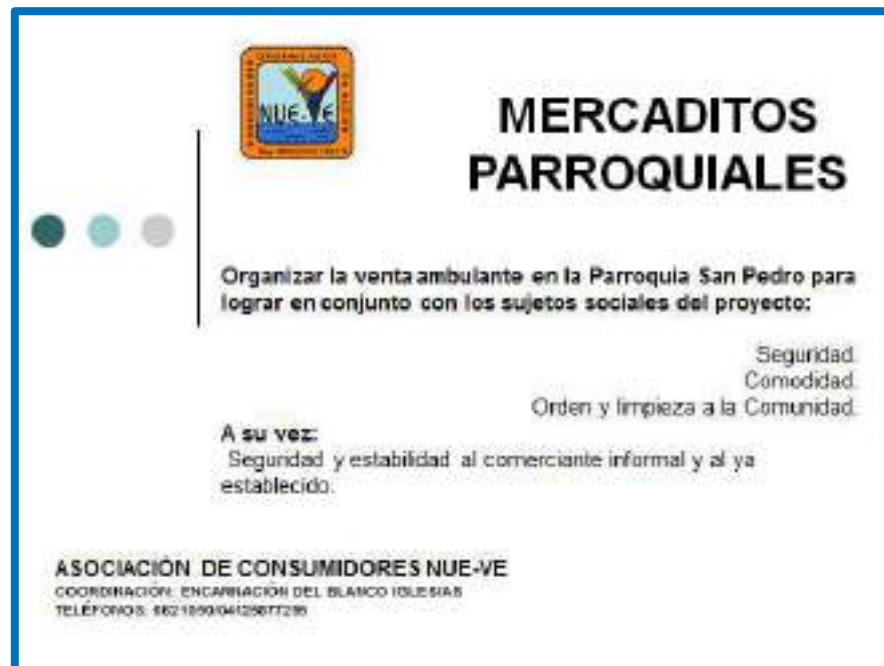 NUE-VE
MERCADITOS
PARROQUIALES
Organizar la venta ambulante en la Parroquia San Pedro para
lograr en conjunto con los sujetos sociales del proyecto:
Seguridad.
Comodidad.
Orden y limpieza a la Comunidad.
A su vez:
Seguridad y estabilidad al comerciante informal y al ya
establecido.
ASOCIACIÓN DE CONSUMIDORES NUE-VE
COORDINACIÓN: ENCARNACIÓN DEL BLANCO IGLESIAS
TELÉFONOS: